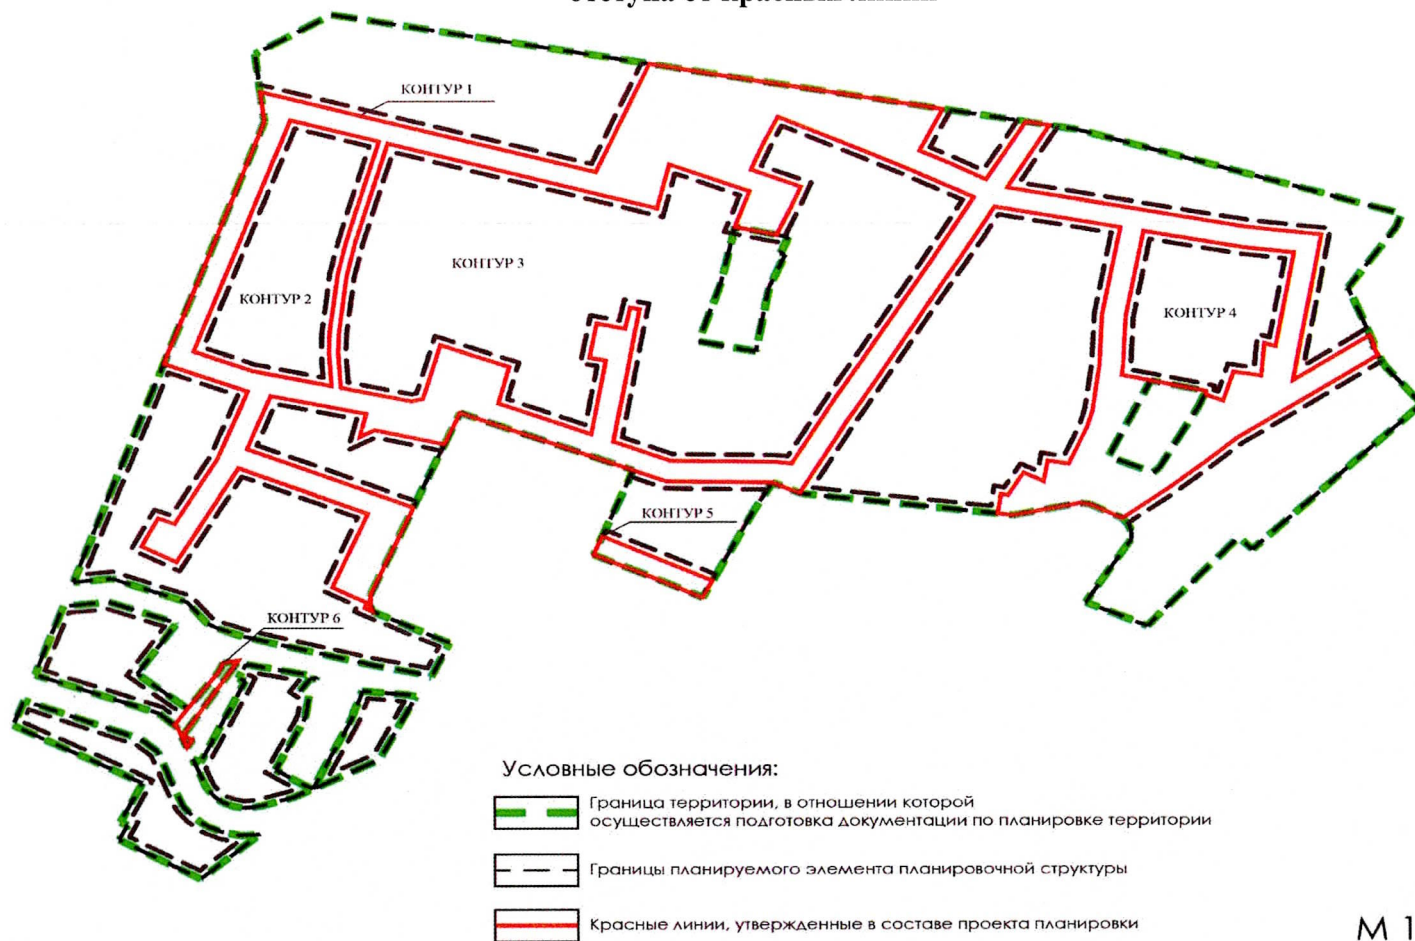 КОНТУР 1
КОНТУР 3
КОНТУР 2
КОНТУР 4
КОНТУР 5
КОНТУР 6
Условные обозначения:
Граница территории, в отношении которой
осуществляется подготовка документации по планировке территории
Границы планируемого элемента планировочной структуры
Красные линии, утвержденные в составе проекта планировки
М 1